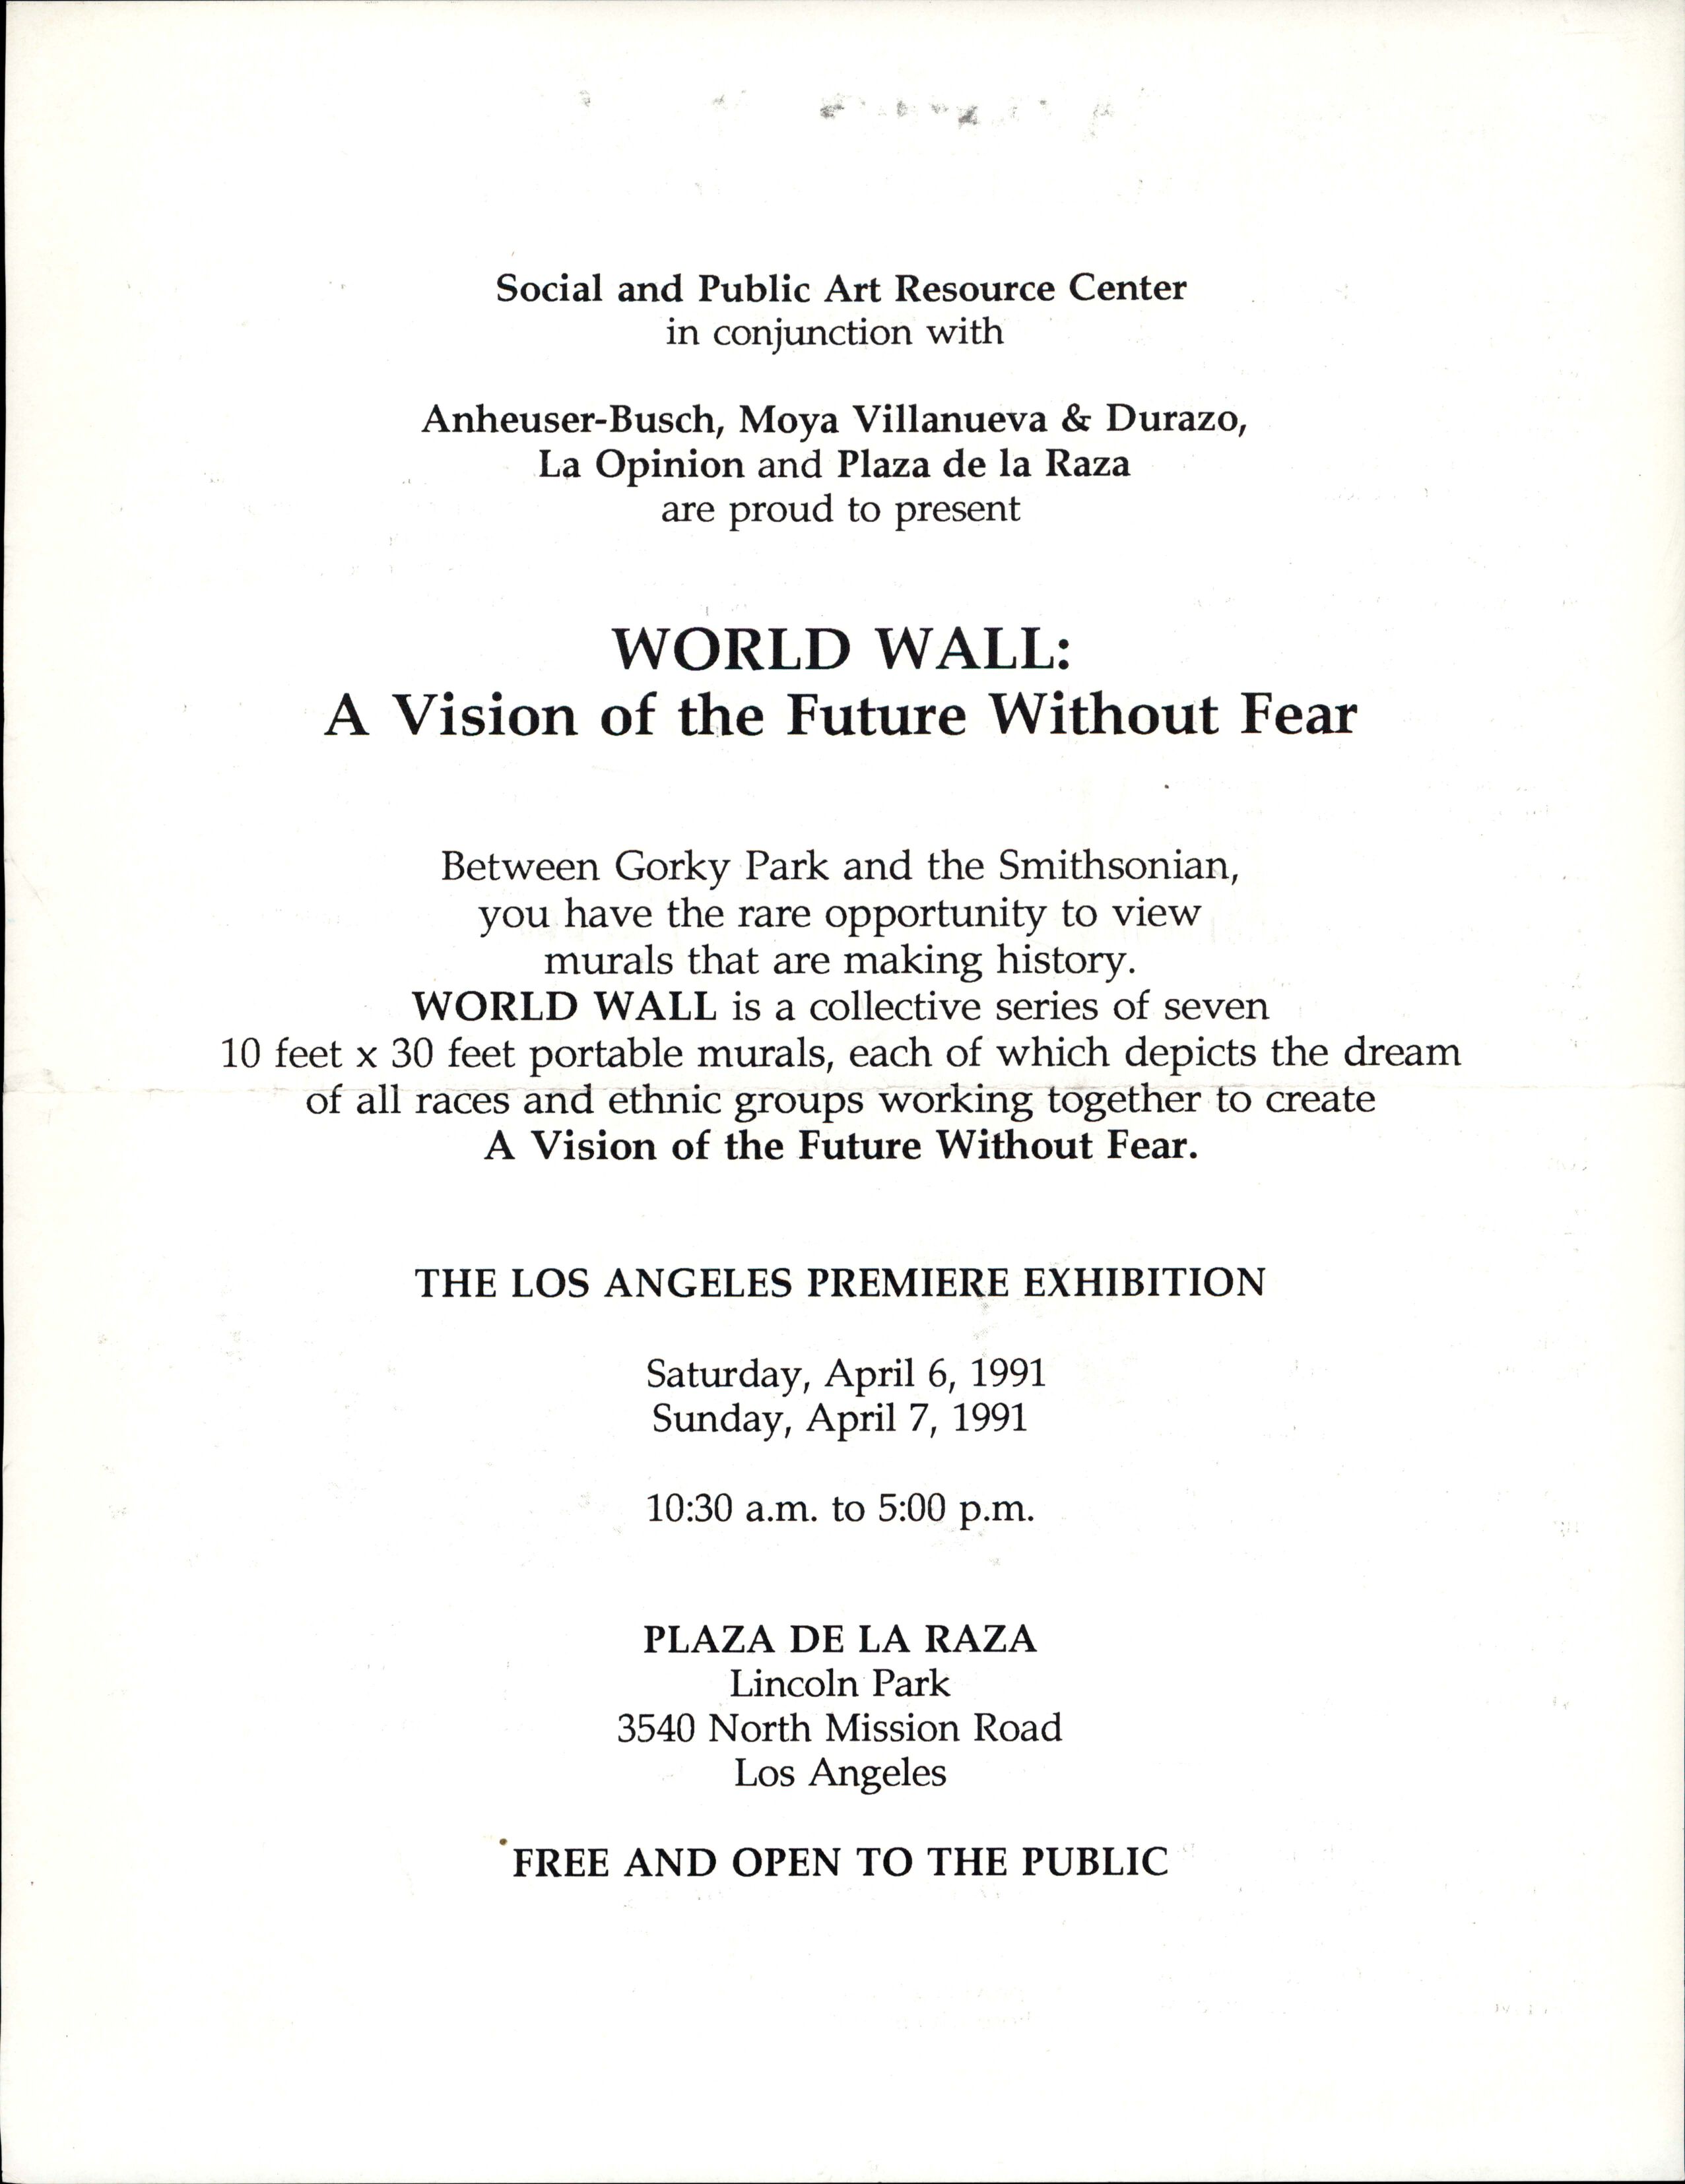 Social and Public Art Resource Center
in conjunction with
Anheuser-Busch, Moya Villanueva & Durazo,
La Opinion and Plaza de la Raza
are proud to present
WORLD WALL:
A Vision of the Future Without Fear
Between Gorky Park and the Smithsonian,
you have the rare opportunity to view
murals that are making history.
WORLD WALL is a collective series of seven
10 feet x 30 feet portable murals, each of which depicts the dream
of all races and ethnic groups working together to create
A Vision of the Future Without Fear.
THE LOS ANGELES PREMIERE EXHIBITION
Saturday, April 6, 1991
Sunday, April 7, 1991
10:30 a.m. to 5:00 p.m.
PLAZA DE LA RAZA
Lincoln Park
3540 North Mission Road
Los Angeles
FREE AND OPEN TO THE PUBLIC